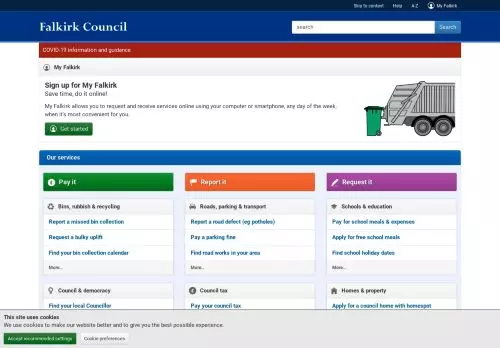 Skip to content Help A-Z My Falkirk
Falkirk Council
search Search
COVID-19 information and guidance
My Falkirk
Sign up for My Falkirk
Save time, do it online!
My Falkirk allows you to request and receive services online using your computer or smartphone, any day of the week,
when it's most convenient for you.
Get started
Our services
Pay it Report it Request it
Bins, rubbish & recycling Roads, parking & transport Schools & education
Report a missed bin collection Report a road defect (eg potholes) Pay for school meals & expenses
Request a bulky uplift Pay a parking fine Apply for free school meals
Find your bin collection calendar Find road works in your area Find school holiday dates
More... More... More...
Council & democracy Council tax Homes & property
Find your local Councillor Pay your council tax Apply for a council home with homespot
This site uses cookies
We use cookies to make our website better and to give you the best possible experience.
Accept recommended settings Cookie preferences